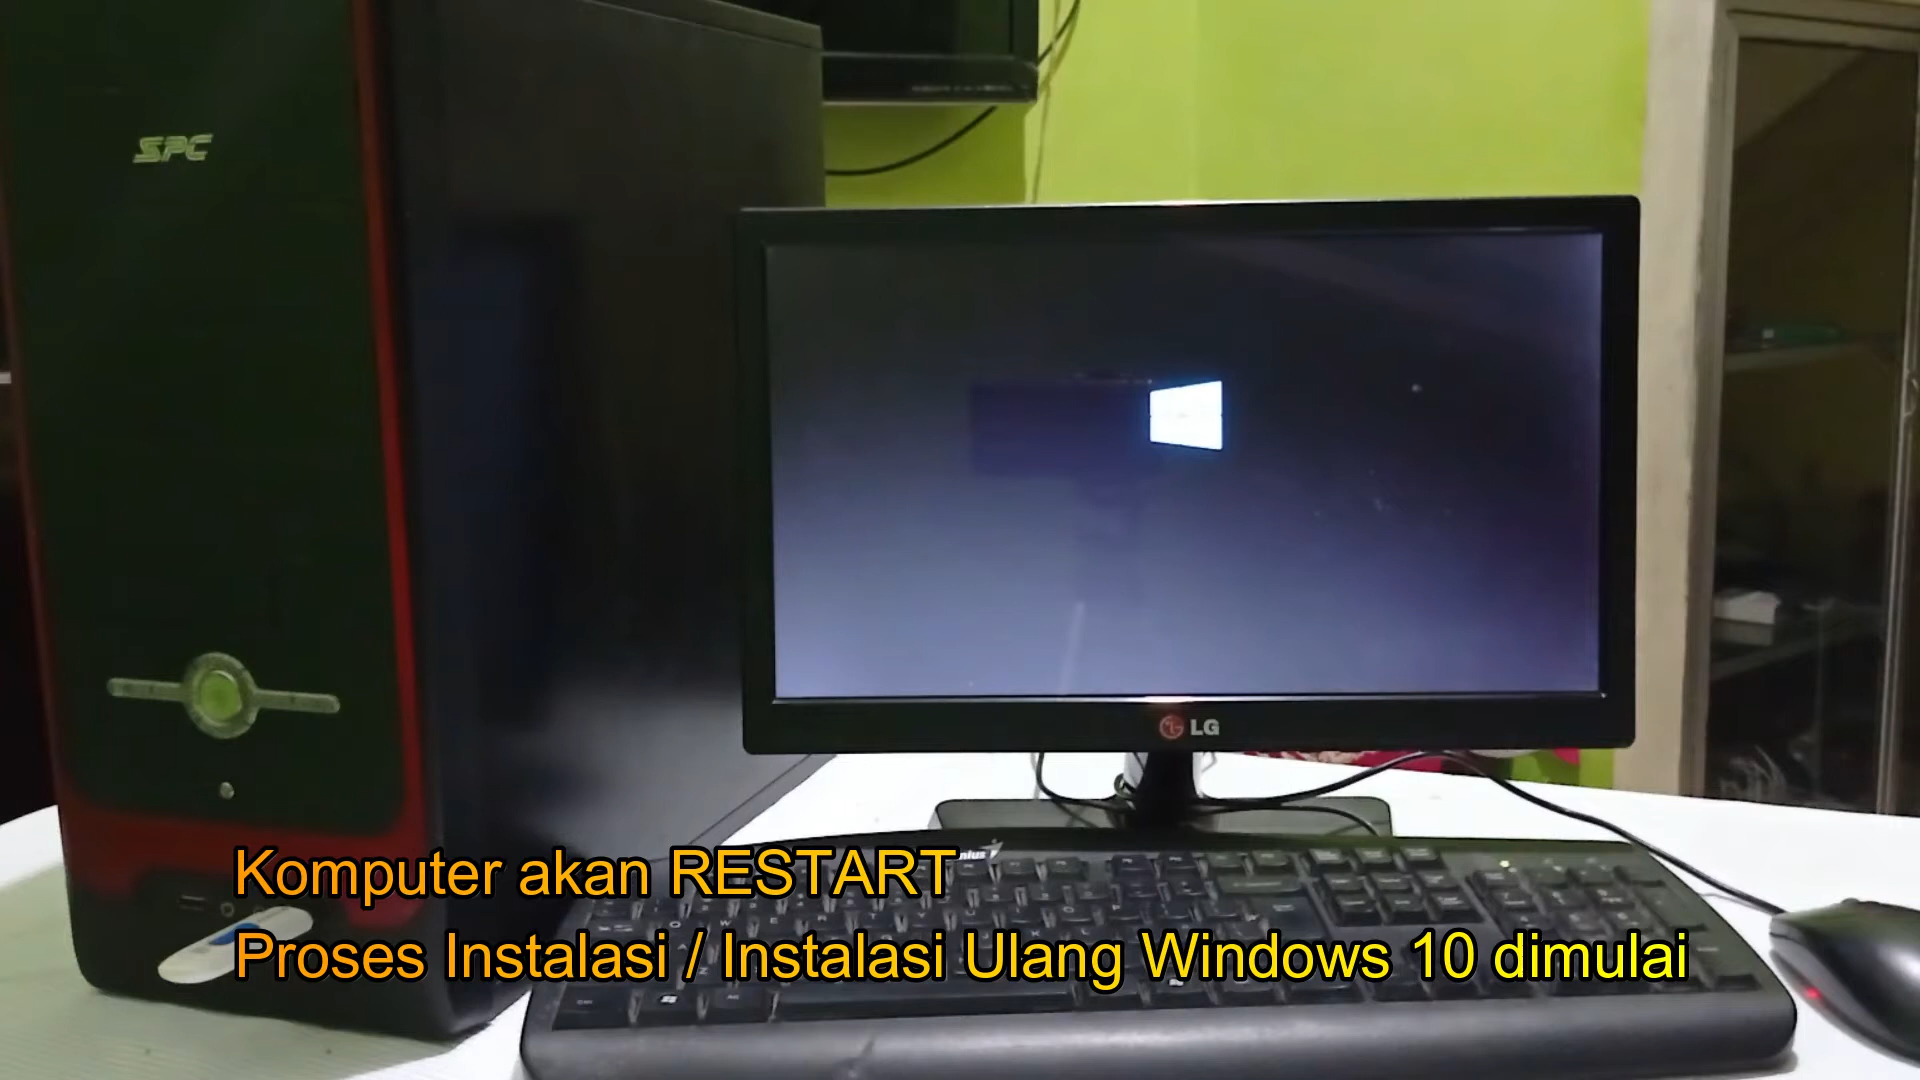 SPC
LG
Komputer akan RESTART
Proses Instalasi / Instalasi Ulang Windows 10 dimulai